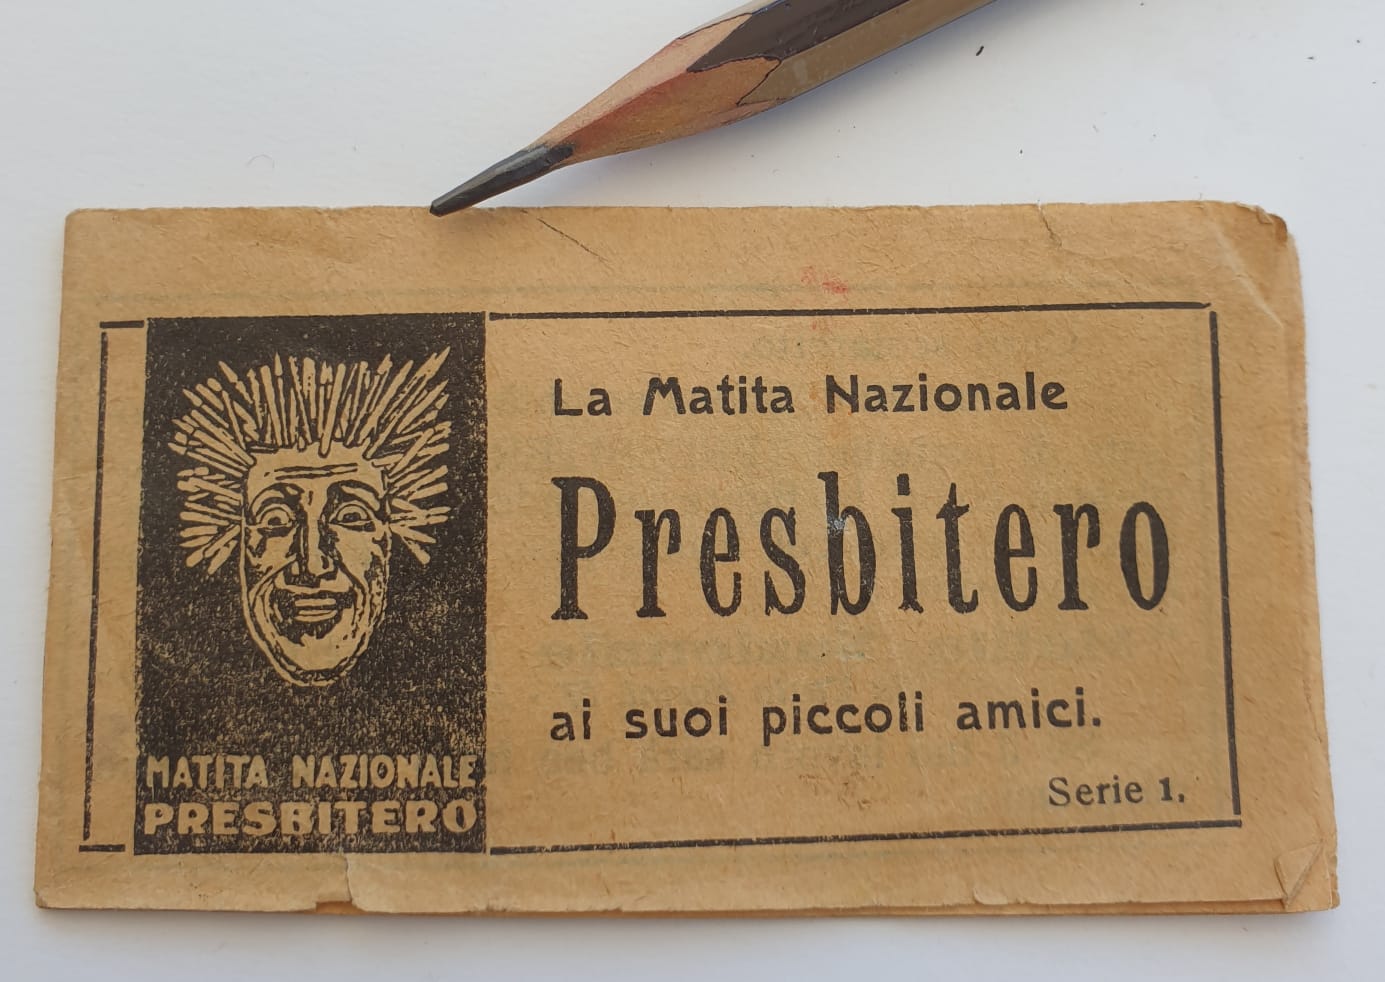 La Matita Nazionale
Presbitero
ai suoi piccoli amici.
Serie 1.
MATITA NAZIONALE
PRESBITERO